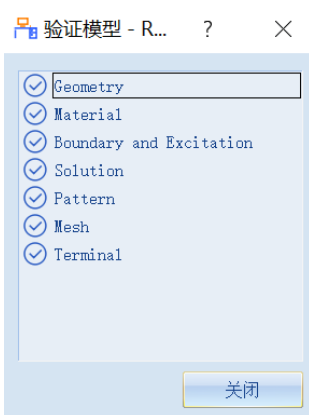 验证模型 - R... ?
Geometry
Material
Boundary and Excitation
Solution
Pattern
Mesh
Terminal
关闭